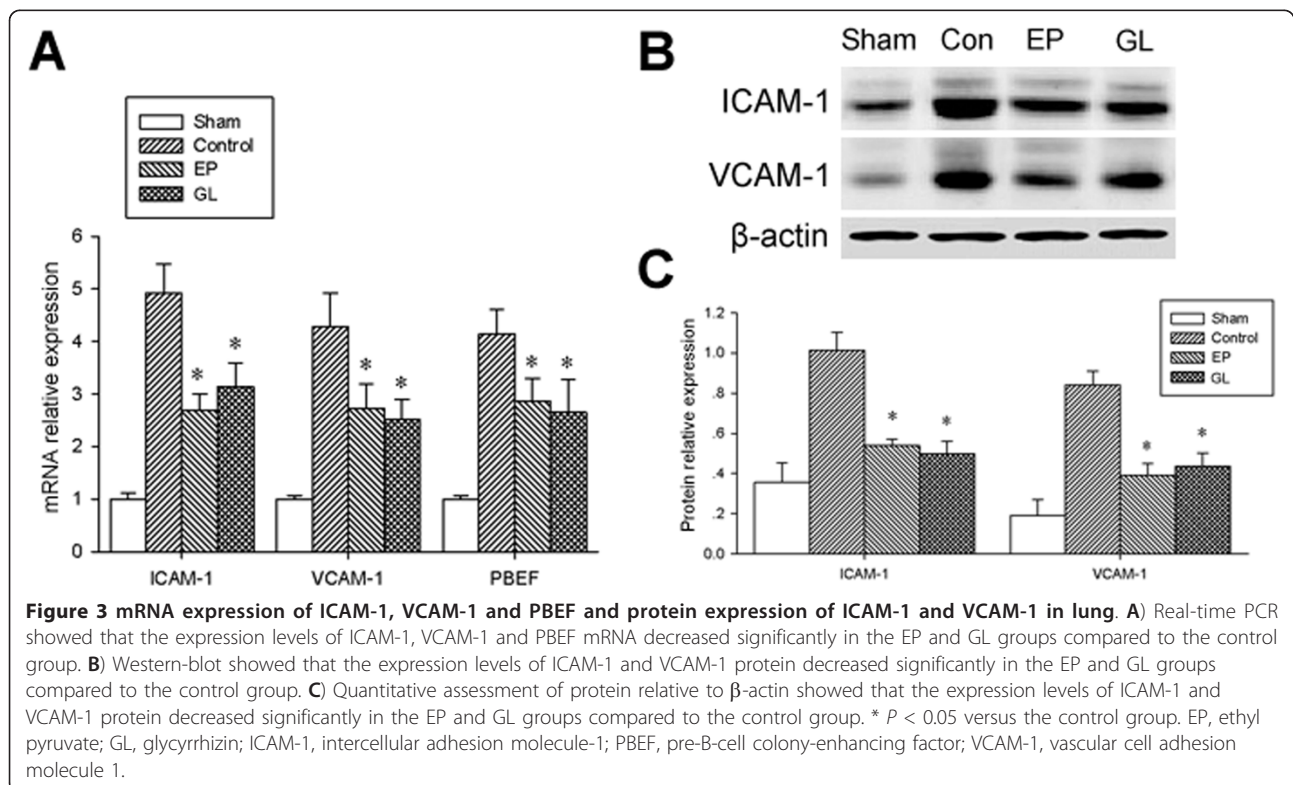 A
Sham
Control
EP
GL
mRNA relative expression
6
5
4
3
2
1
0
* * * * * *
ICAM-1 VCAM-1 PBEF
B
Sham Con EP GL
ICAM-1
VCAM-1
β-actin
C
Sham
Control
EP
GL
Protein relative expression
1.2
1.0
.8
.6
.4
.2
0.0
* * * *
ICAM-1 VCAM-1
Figure 3 mRNA expression of ICAM-1, VCAM-1 and PBEF and protein expression of ICAM-1 and VCAM-1 in lung. A) Real-time PCR
showed that the expression levels of ICAM-1, VCAM-1 and PBEF mRNA decreased significantly in the EP and GL groups compared to the control
group. B) Western-blot showed that the expression levels of ICAM-1 and VCAM-1 protein decreased significantly in the EP and GL groups
compared to the control group. C) Quantitative assessment of protein relative to β-actin showed that the expression levels of ICAM-1 and
VCAM-1 protein decreased significantly in the EP and GL groups compared to the control group. * P < 0.05 versus the control group. EP, ethyl
pyruvate; GL, glycyrrhizin; ICAM-1, intercellular adhesion molecule-1; PBEF, pre-B-cell colony-enhancing factor; VCAM-1, vascular cell adhesion
molecule 1.